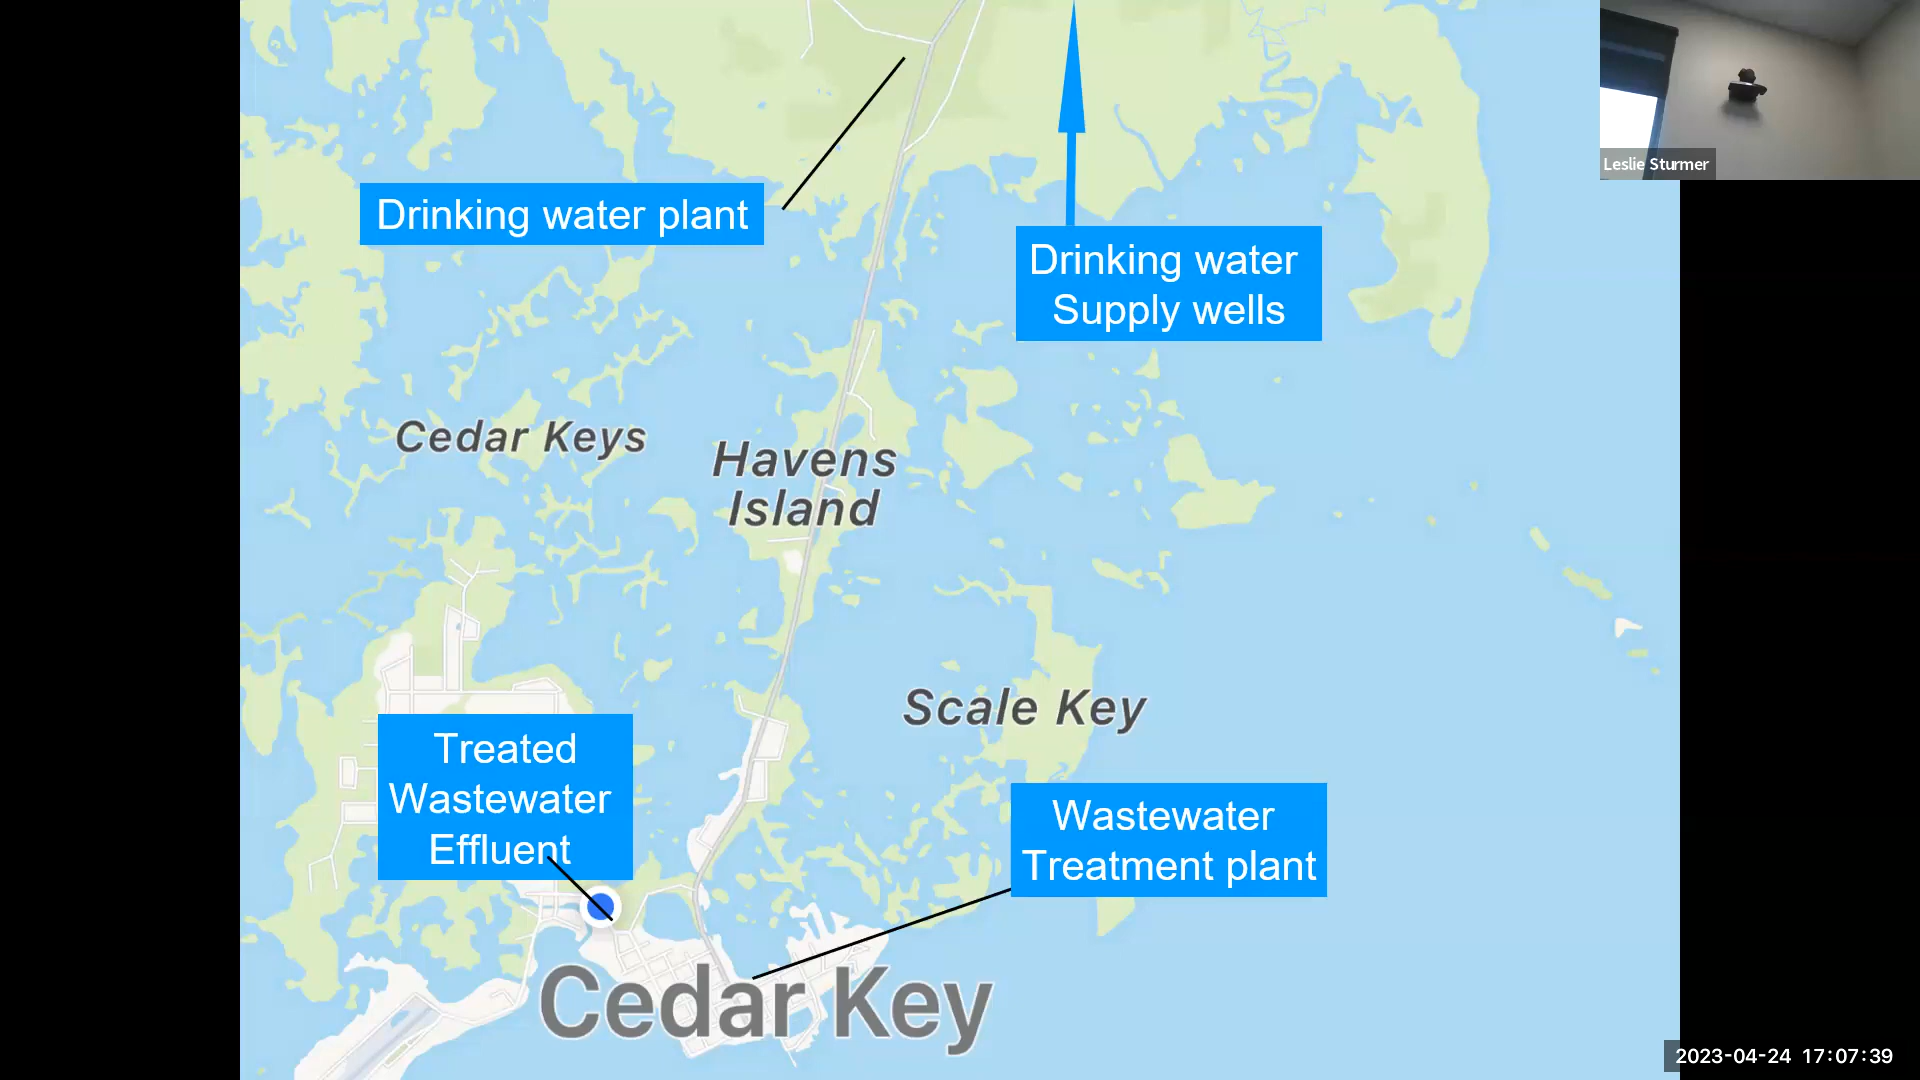 Leslie Sturmer
Drinking water plant
Drinking water
Supply wells
Cedar Keys
Havens
Island
Scale Key
Treated
Wastewater
Effluent
Wastewater
Treatment plant
Cedar Key
2023-04-24 17:07:39